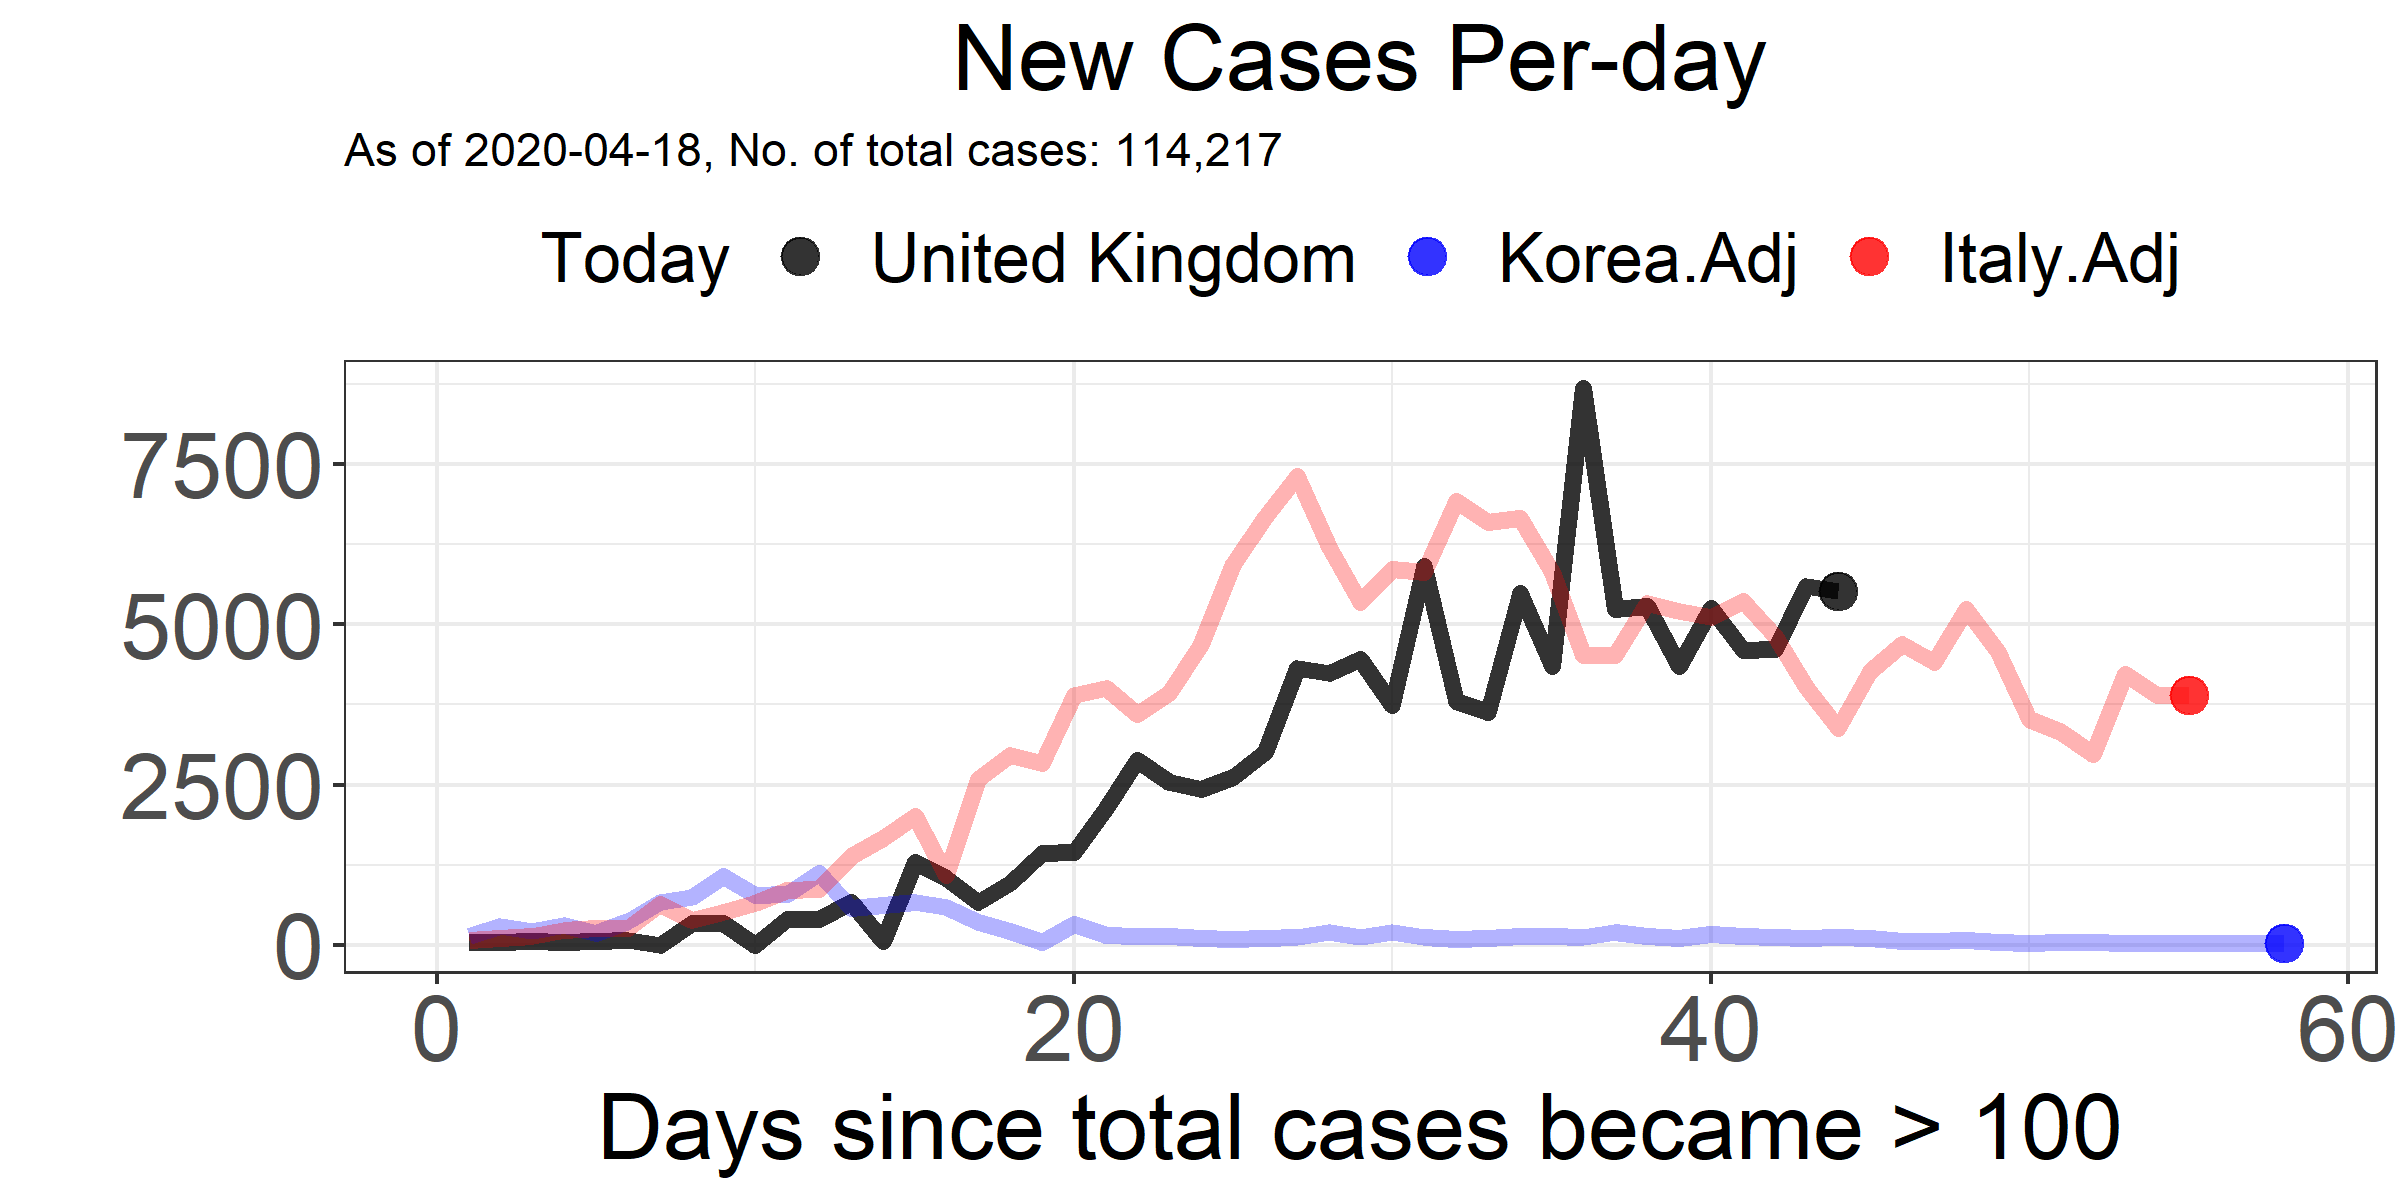 New Cases Per-day
As of 2020-04-18, No. of total cases: 114,217
Today United Kingdom Korea.Adj Italy.Adj
7500
5000
2500
0
0 20 40 60
Days since total cases became > 100